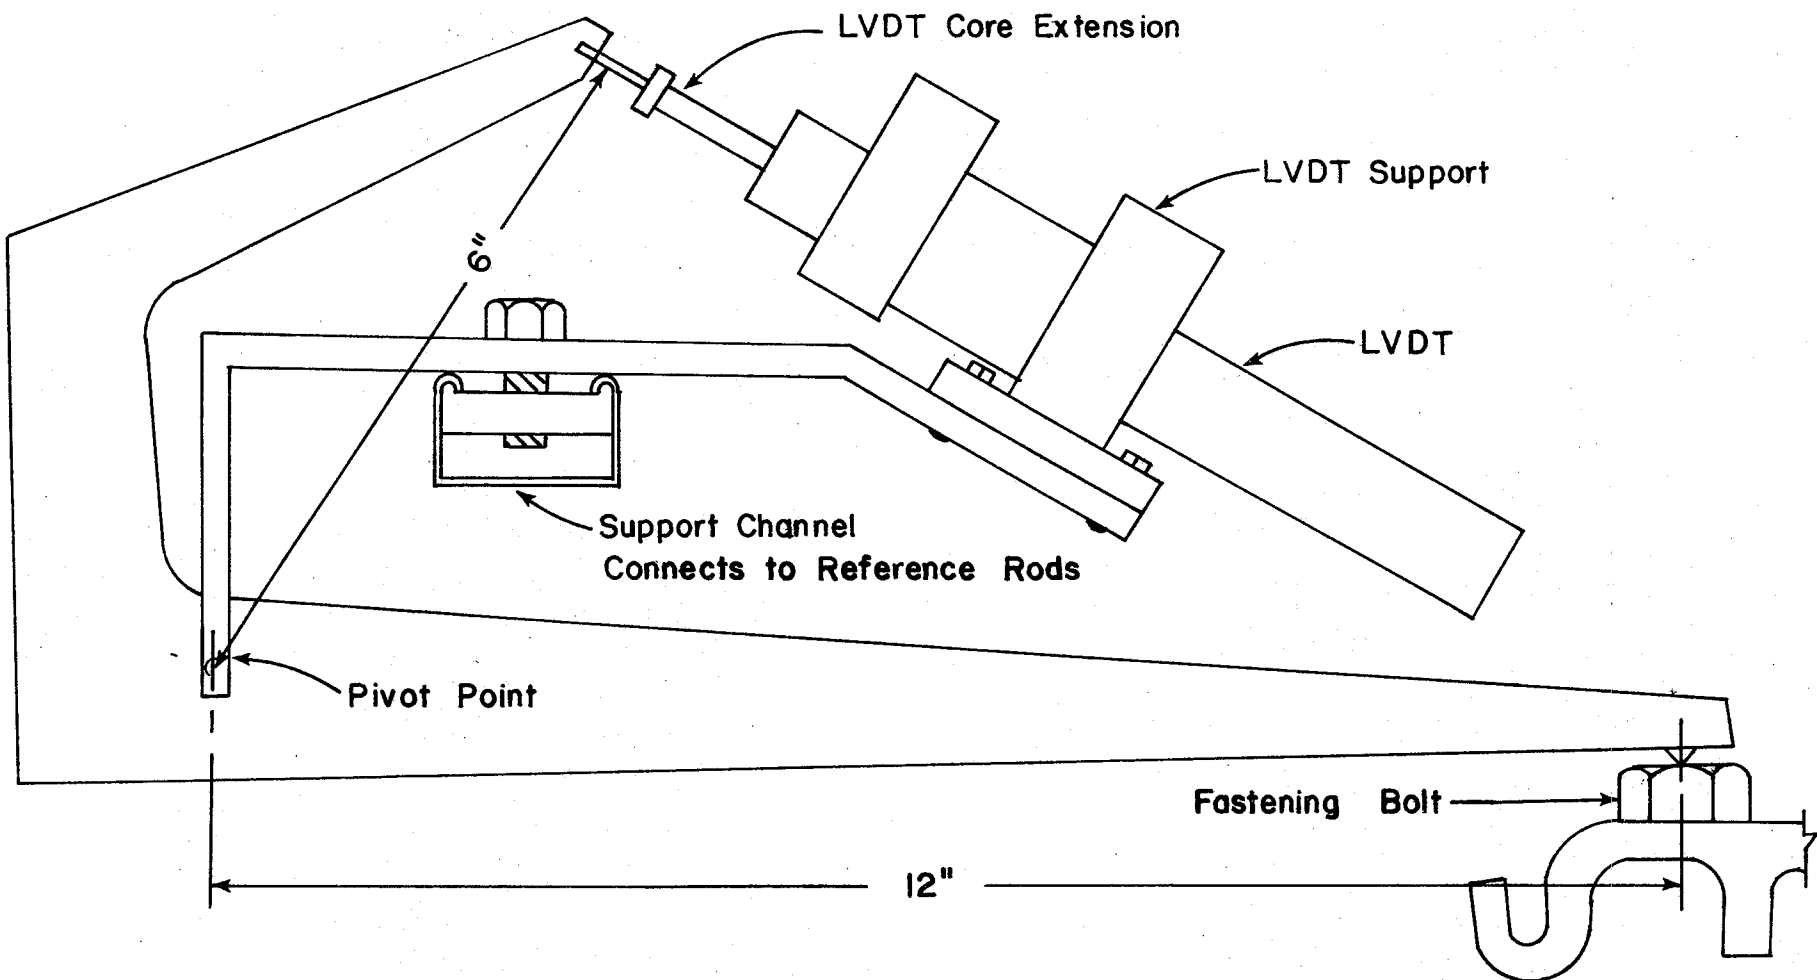 LVDT Core Extension
LVDT Support
6"
LVDT
Support Channel
Connects to Reference Rods
Pivot Point
Fastening Bolt
12"